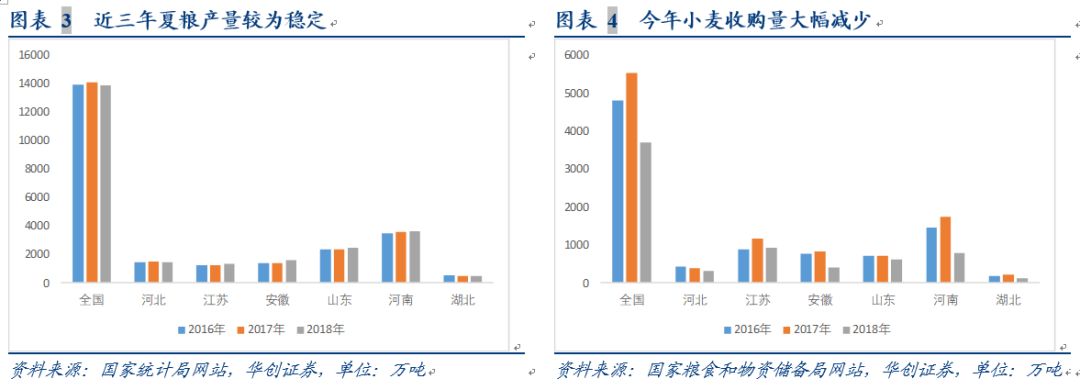 图表 3 近三年夏粮产量较为稳定
16000
14000
12000
10000
8000
6000
4000
2000
0
全国 河北 江苏 安徽 山东 河南 湖北
2016年 2017年 2018年
资料来源：国家统计局网站，华创证券，单位：万吨
图表 4 今年小麦收购量大幅减少
6000
5000
4000
3000
2000
1000
0
全国 河北 江苏 安徽 山东 河南 湖北
2016年 2017年 2018年
资料来源：国家粮食和物资储备局网站，华创证券，单位：万吨